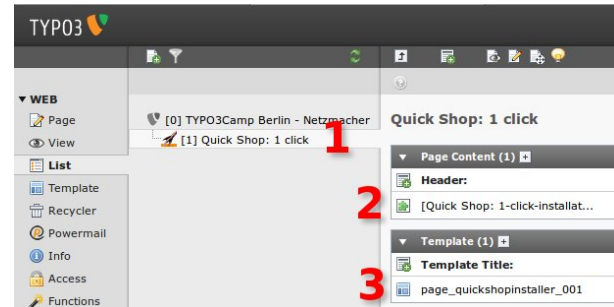 TYPO3
WEB
Page
View
List
Template
Recycler
Powermail
Info
Access
Functions
[0] TYPO3Camp Berlin - Netzmacher
[1] Quick Shop: 1 click
1
Quick Shop: 1 click
Page Content (1)
Header:
2
[Quick Shop: 1-click-installat...
Template (1)
Template Title:
3
page_quickshopinstaller_001